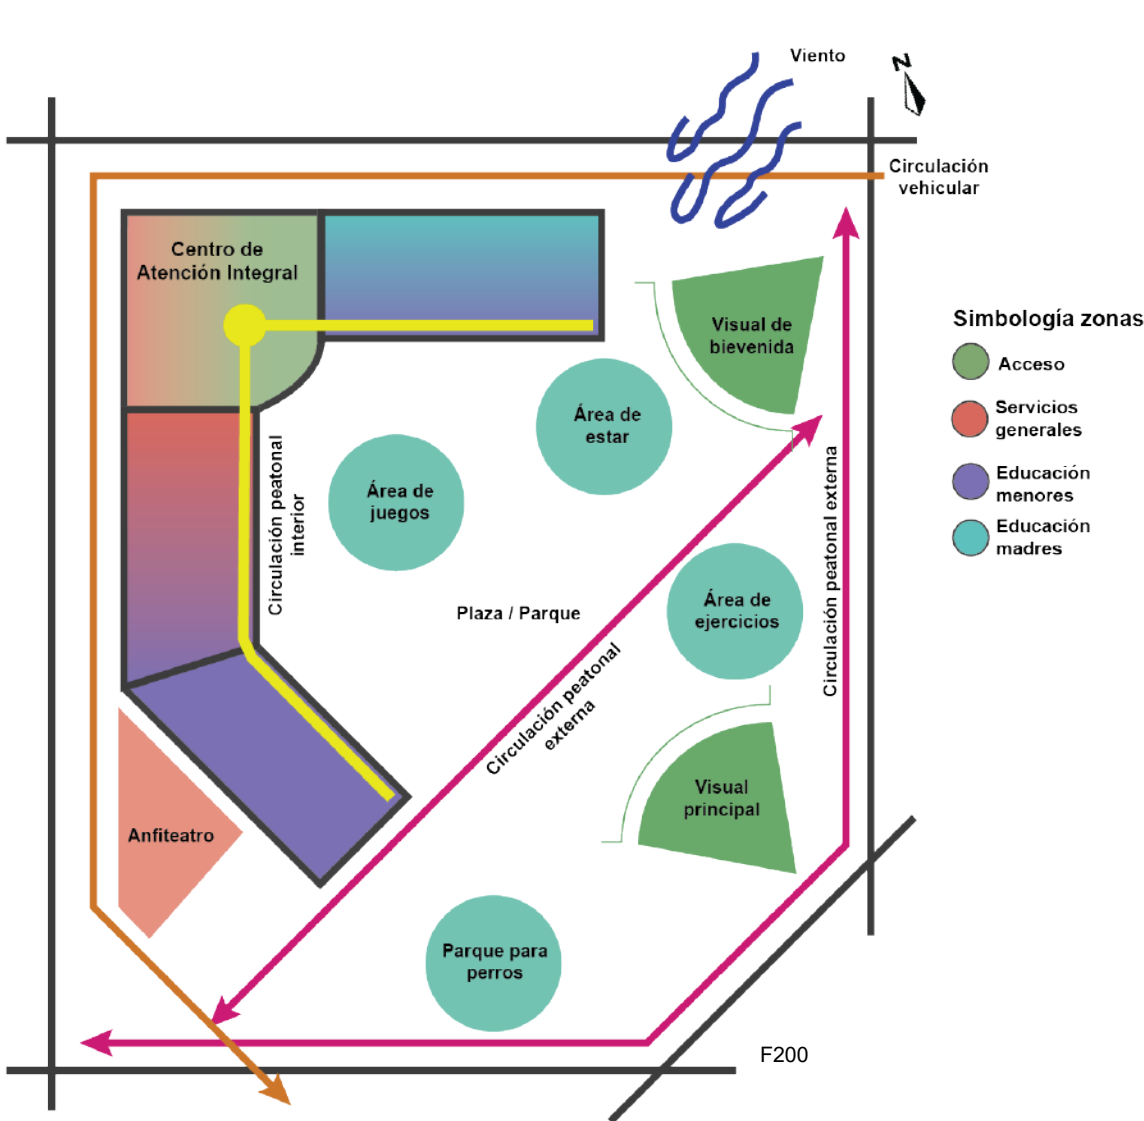 Viento
N
Circulación
vehicular
Centro de
Atención Integral
Visual de
bievenida
Simbología zonas
Acceso
Servicios
generales
Educación
menores
Educación
madres
Área de
estar
Área de
juegos
Circulación peatonal
interior
Circulación peatonal externa
Área de
ejercicios
Plaza / Parque
Circulación peatonal
externa
Visual
principal
Anfiteatro
Parque para
perros
F200